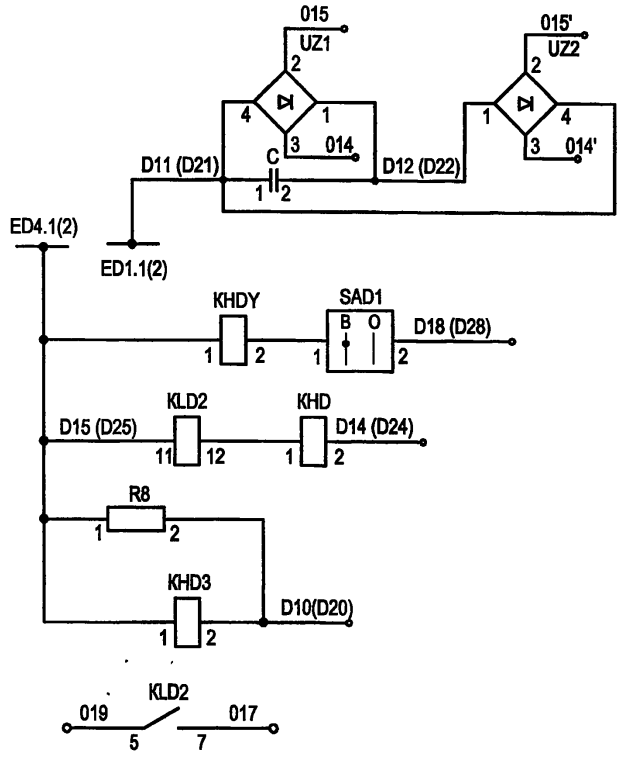 015 015'
UZ1 UZ2
2 2
4 1 1 4
3 014 3 014'
C
D11 (D21) D12 (D22)
1 2
ED4.1(2)
ED1.1(2)
KHDY SAD1
B O D18 (D28)
1 2 1 2
KLD2 KHD
D15 (D25) D14 (D24)
11 12 1 2
R8
1 2
KHD3
D10(D20)
1 2
KLD2
019 017
5 7